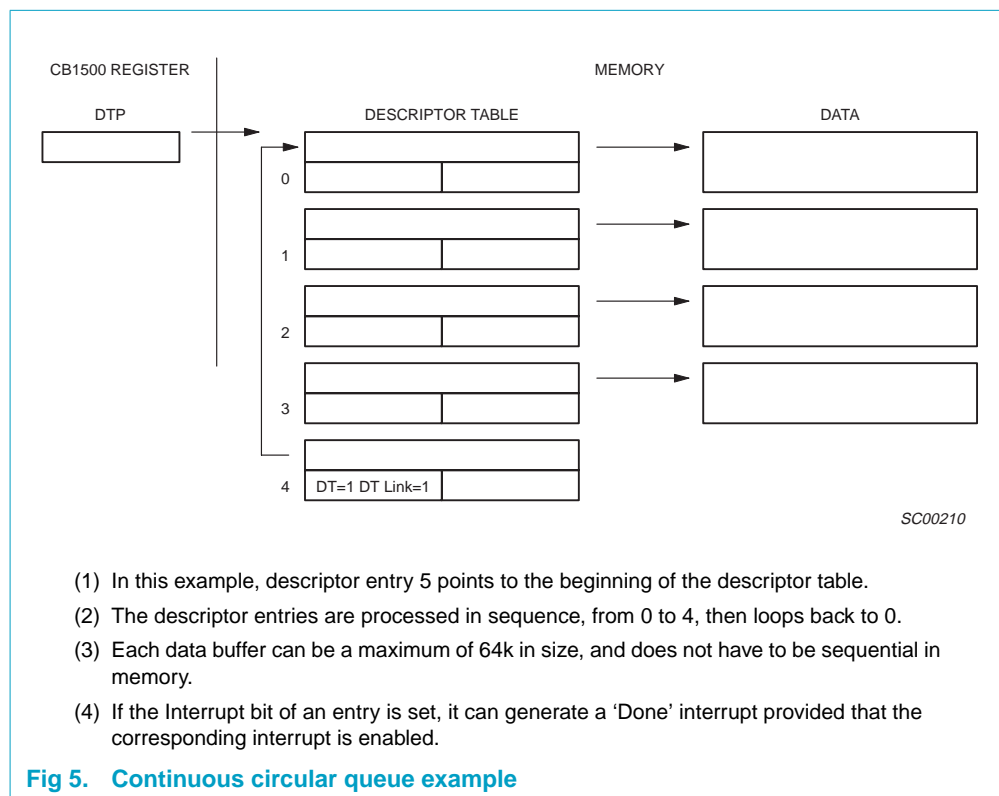 CB1500 REGISTER
MEMORY
DTP
DESCRIPTOR TABLE
DATA
0
1
2
3
4
DT=1 DT Link=1
SC00210
(1) In this example, descriptor entry 5 points to the beginning of the descriptor table.
(2) The descriptor entries are processed in sequence, from 0 to 4, then loops back to 0.
(3) Each data buffer can be a maximum of 64k in size, and does not have to be sequential in
memory.
(4) If the Interrupt bit of an entry is set, it can generate a ‘Done’ interrupt provided that the
corresponding interrupt is enabled.
Fig 5. Continuous circular queue example